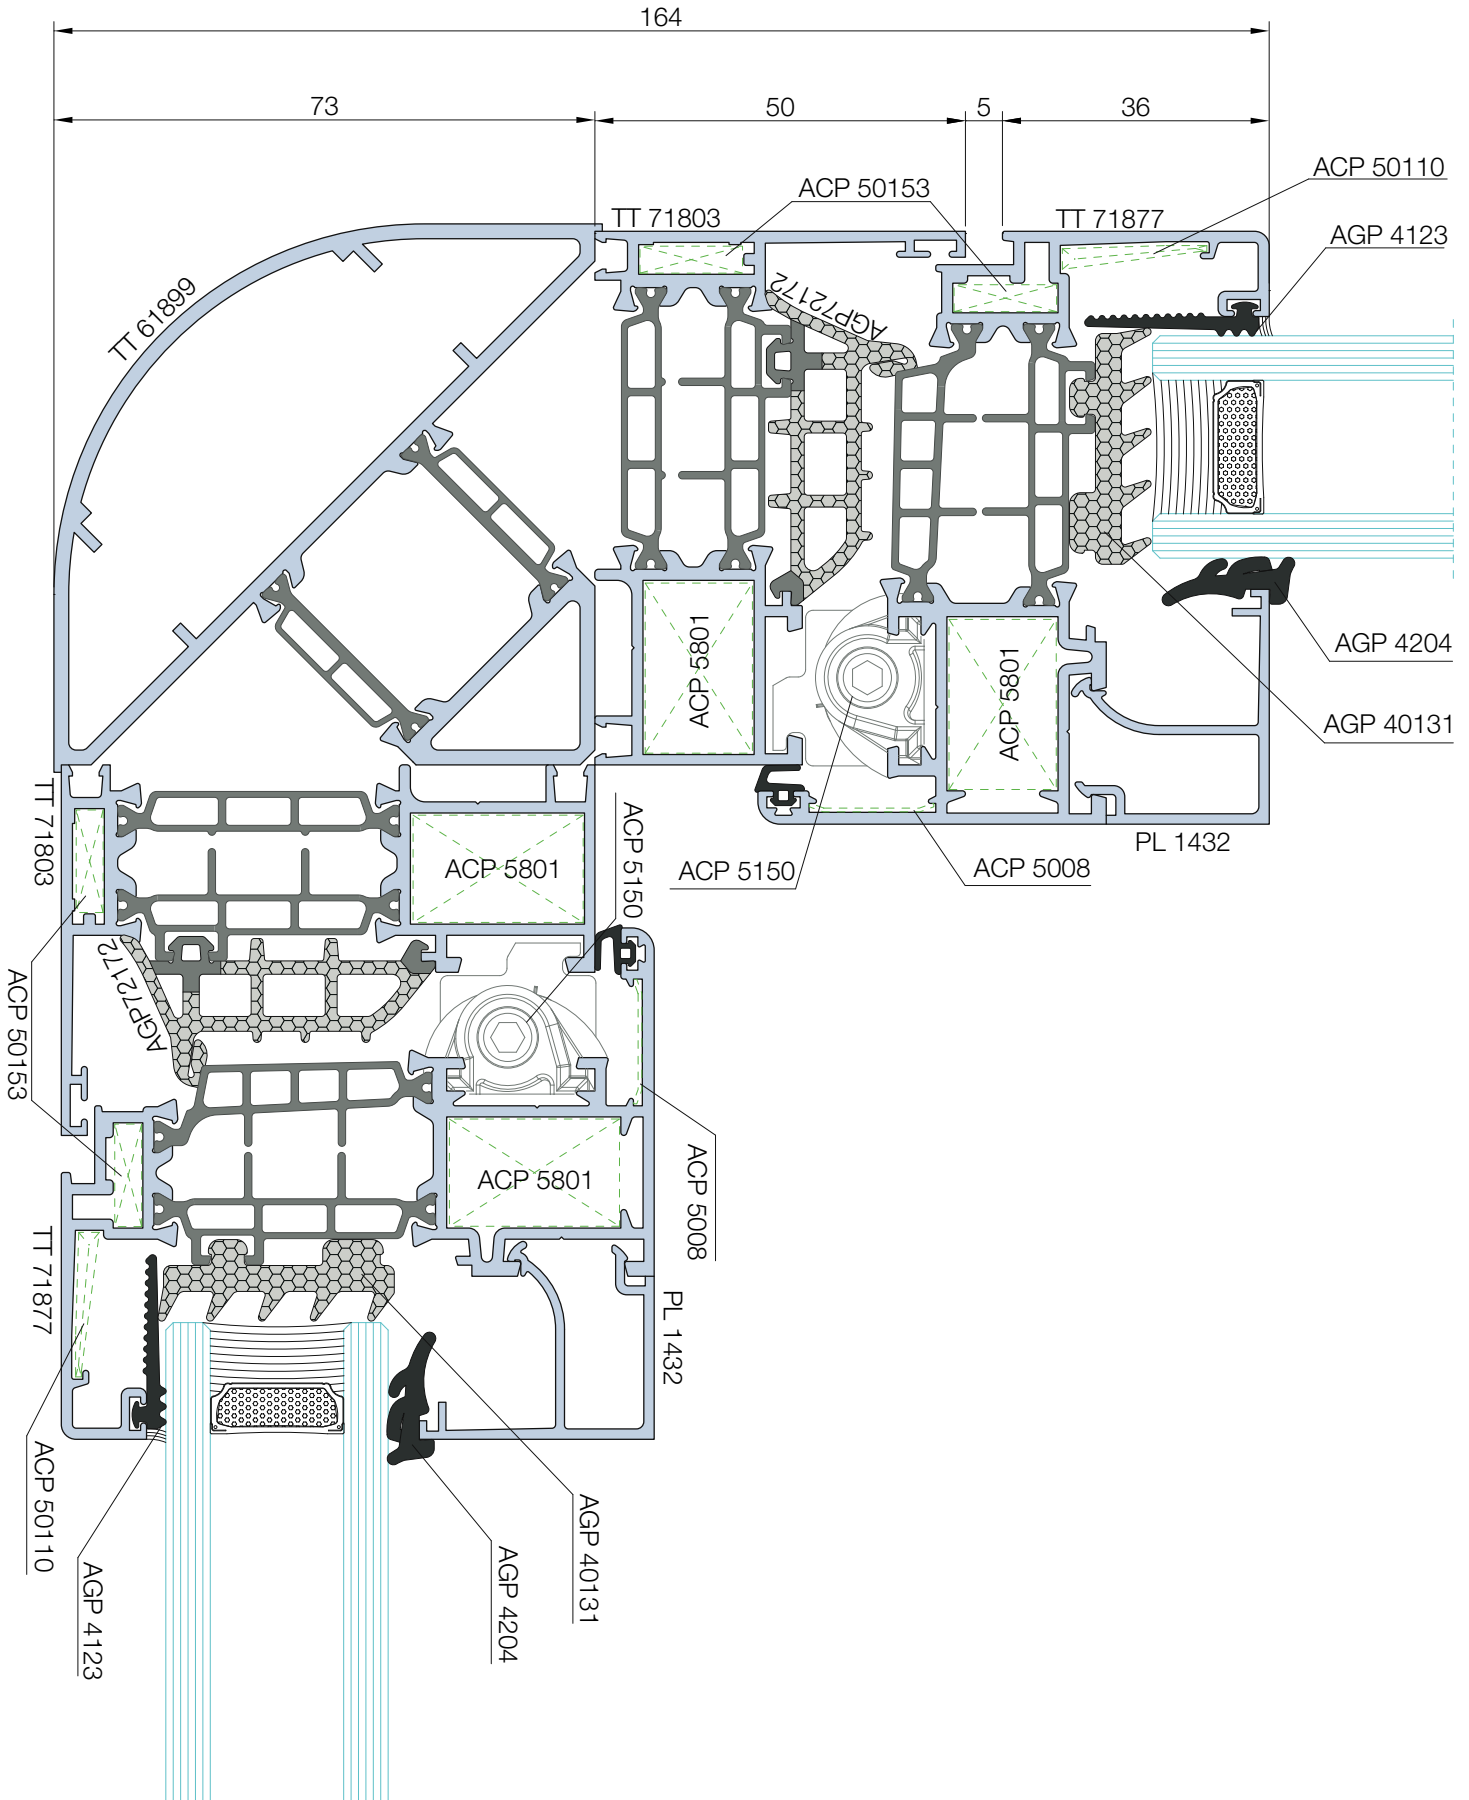 164
73
50
5
36
ACP 50110
ACP 50153
TT 71803
TT 71877
AGP 4123
TT 61899
AGP72172
ACP 5801
ACP 5801
AGP 4204
AGP 40131
PL 1432
ACP 5150
ACP 5008
TT 71803
ACP 5801
ACP 5150
AGP72172
ACP 50153
ACP 5801
ACP 5008
TT 71877
PL 1432
ACP 50110
AGP 4123
AGP 40131
AGP 4204